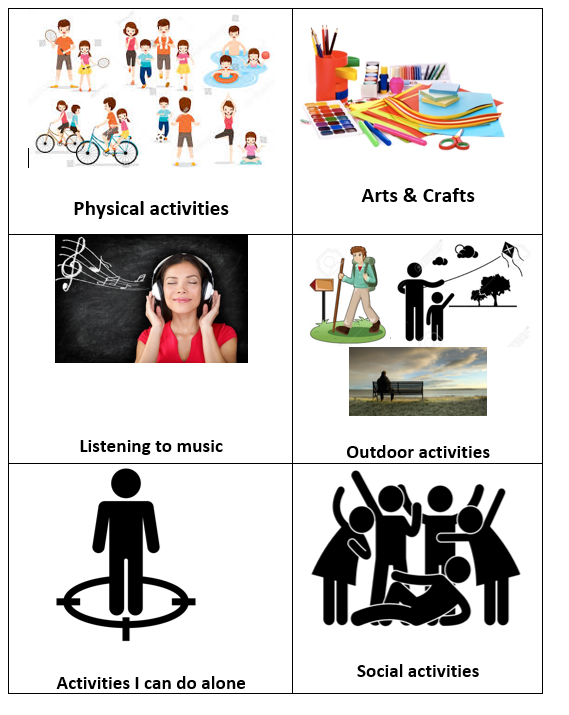 Physical activities
Arts & Crafts
Listening to music
Outdoor activities
Activities I can do alone
Social activities